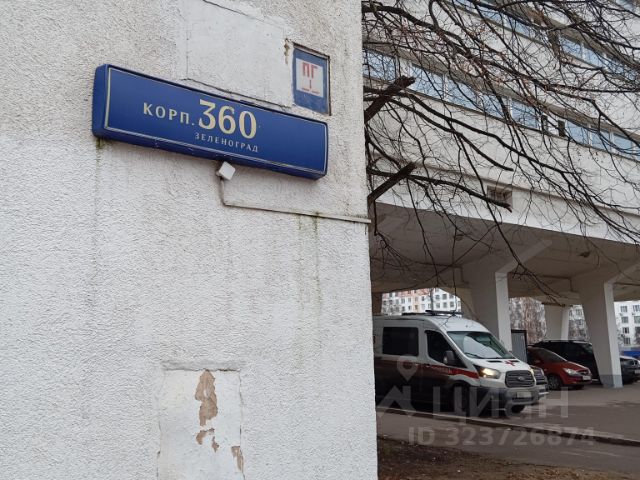 ПГ
КОРП. 360
ЗЕЛЕНОГРАД
ЦИАН
ID 323726874